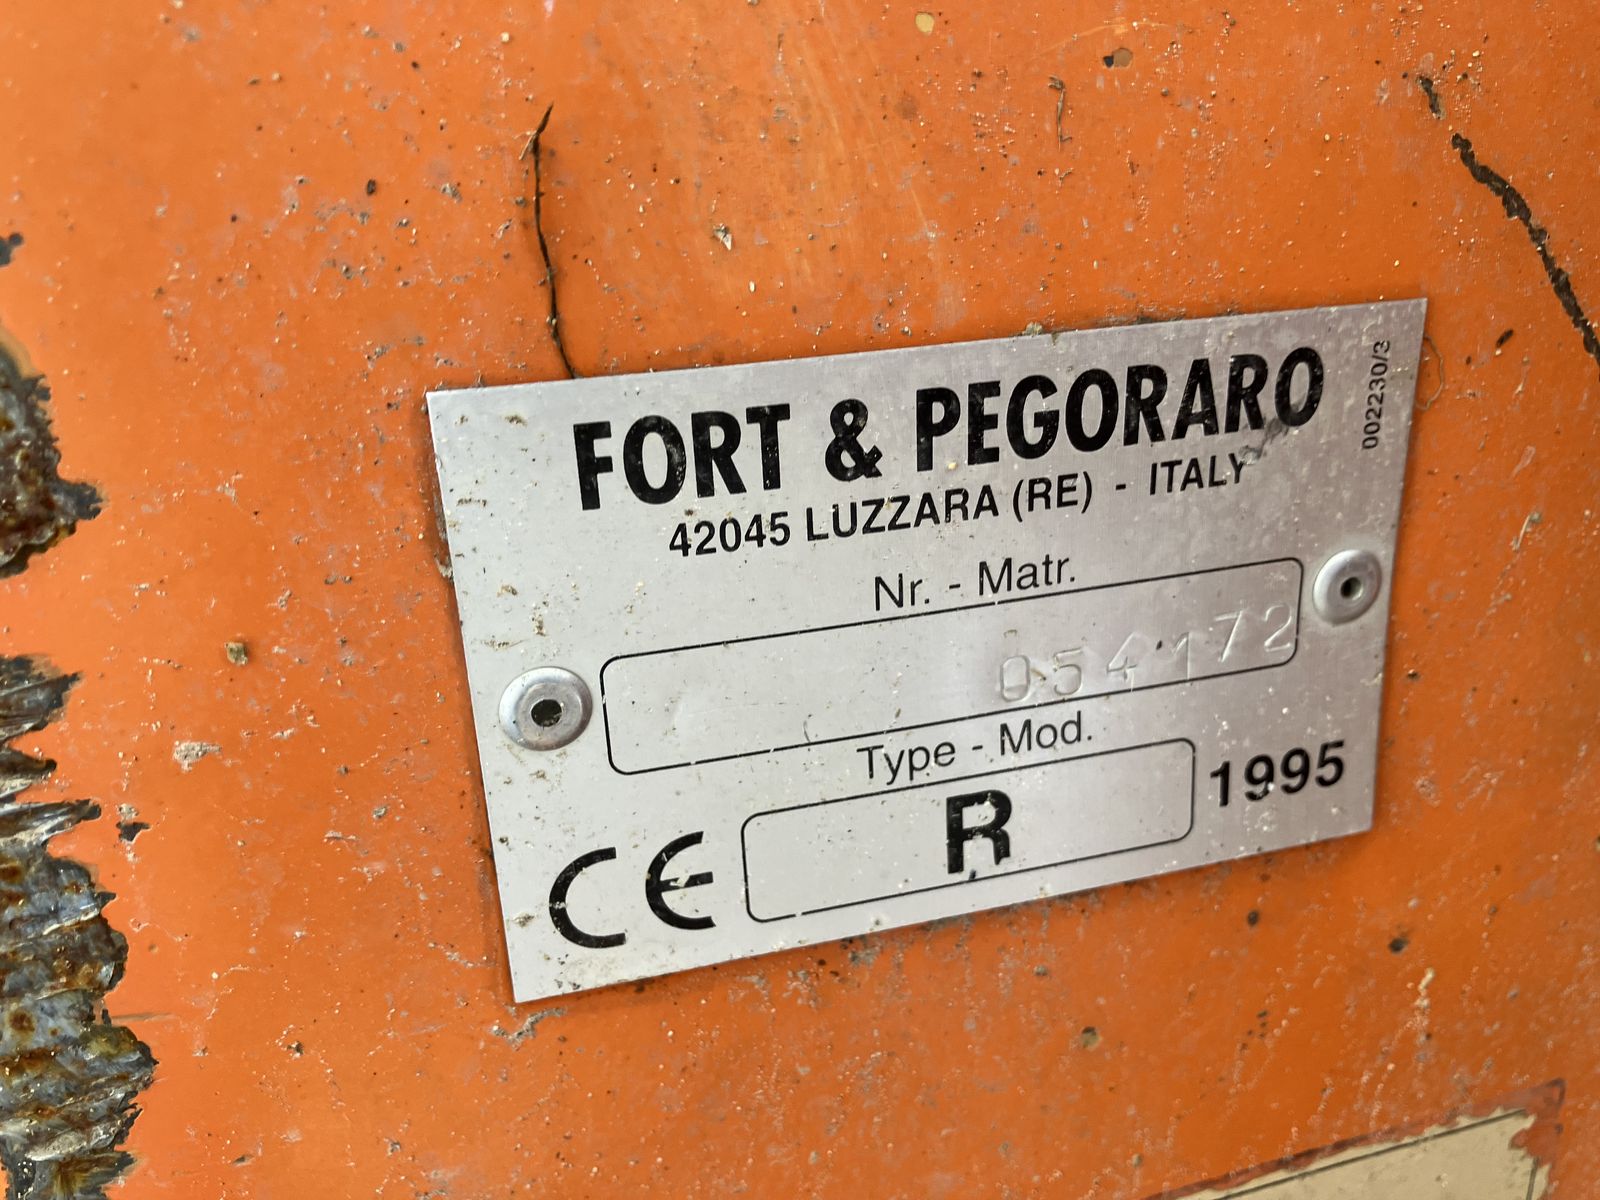 FORT & PEGORARO
42045 LUZZARA (RE) - ITALY
002230/3
Nr. - Matr.
054172
Type - Mod.
CE R 1995